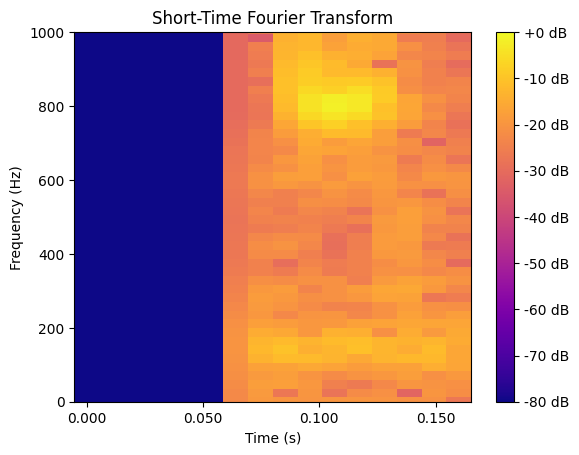 Short-Time Fourier Transform
1000
800
600
400
200
0
Frequency (Hz)
0.000
0.050
0.100
0.150
Time (s)
+0 dB
-10 dB
-20 dB
-30 dB
-40 dB
-50 dB
-60 dB
-70 dB
-80 dB